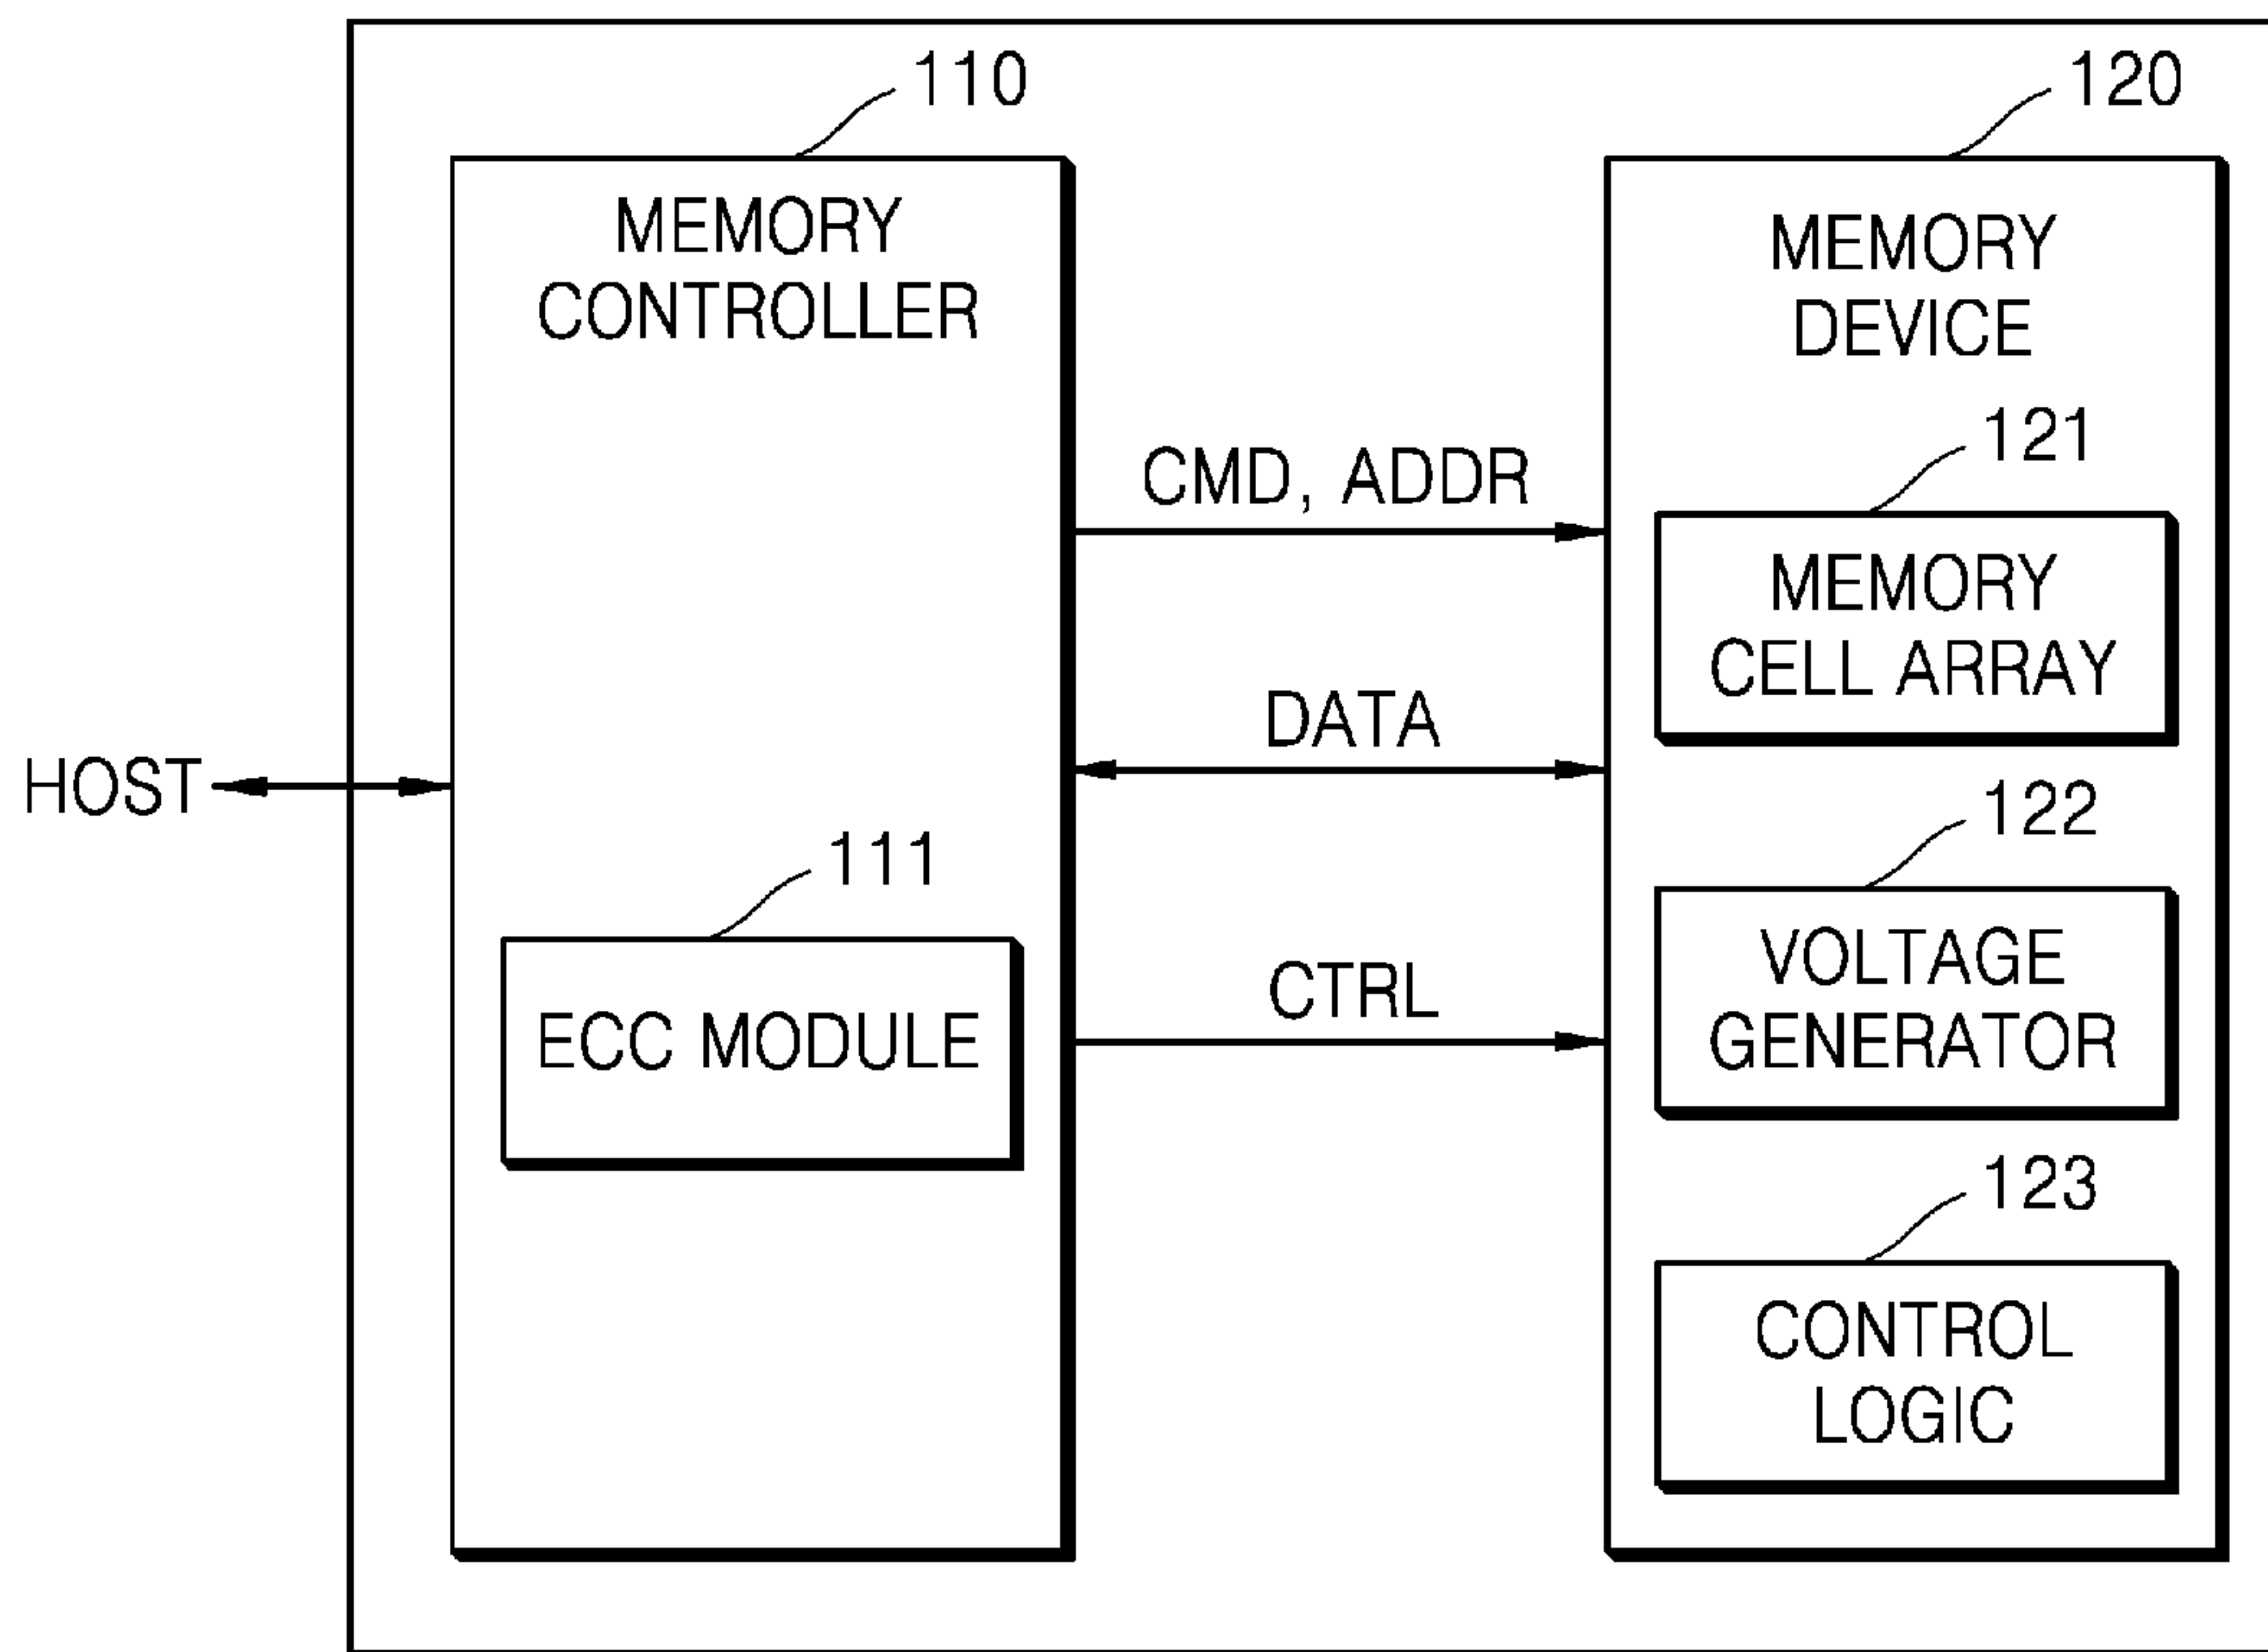 110
120
MEMORY
CONTROLLER
MEMORY
DEVICE
121
CMD, ADDR
MEMORY
CELL ARRAY
DATA
HOST
122
111
VOLTAGE
GENERATOR
CTRL
ECC MODULE
123
CONTROL
LOGIC